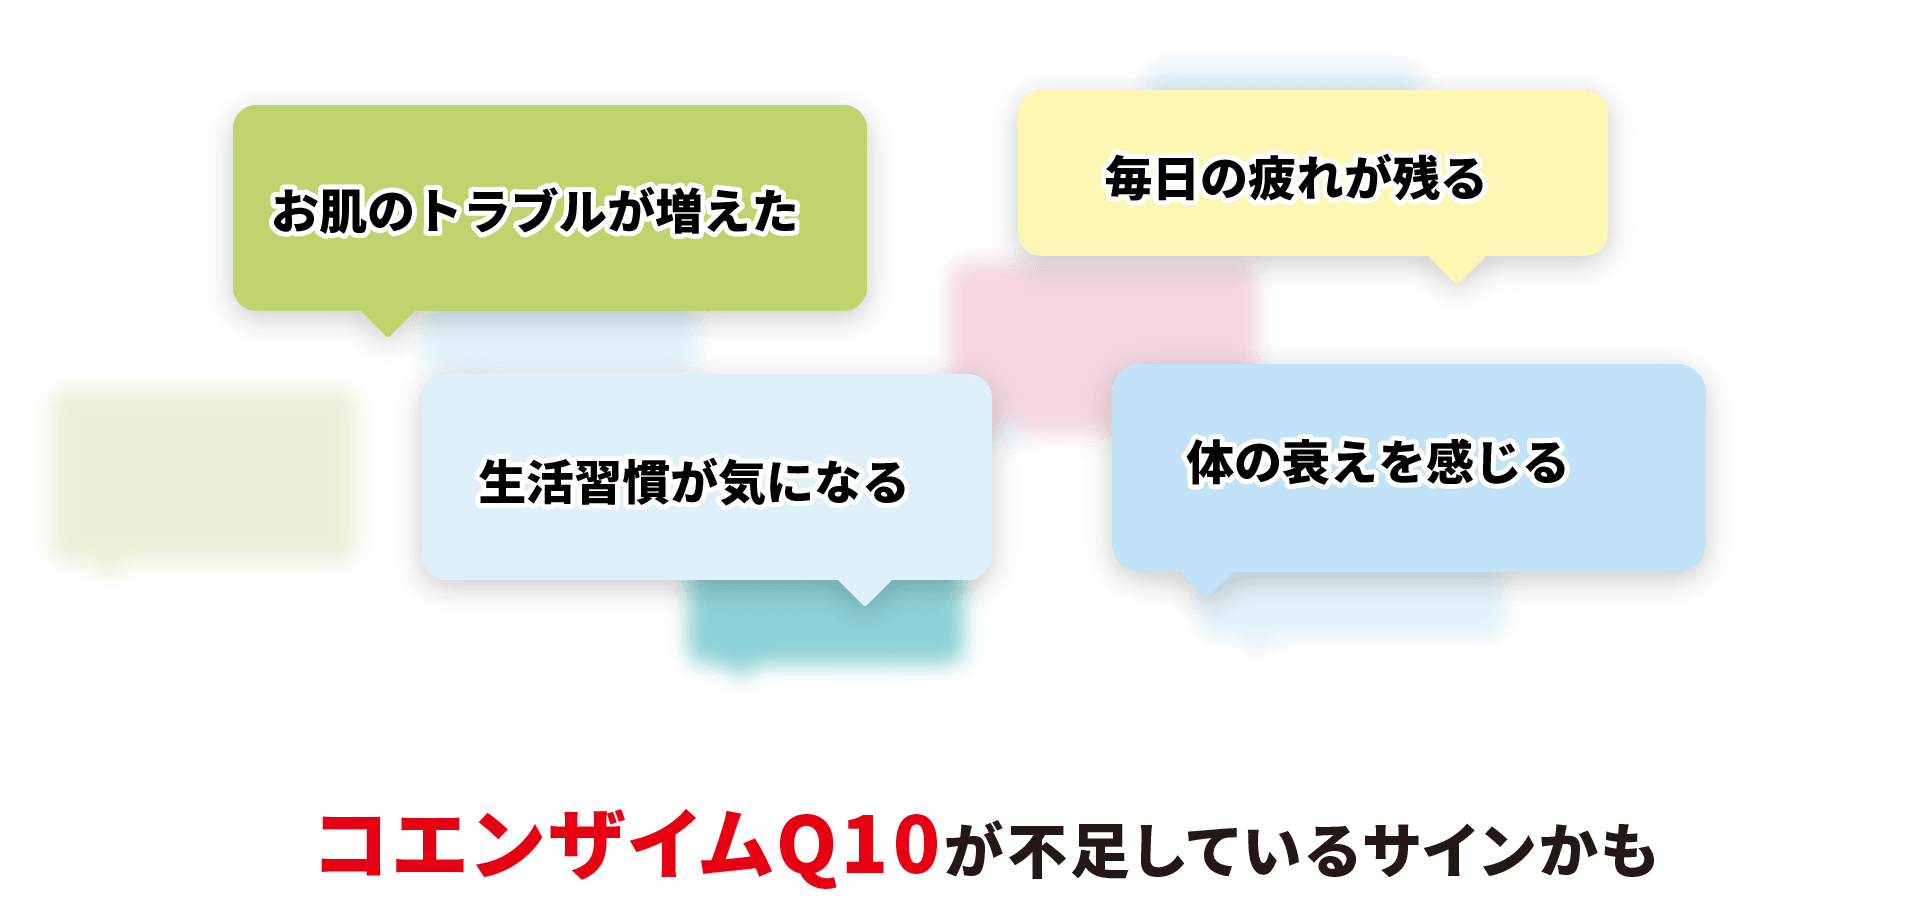 お肌のトラブルが増えた
毎日の疲れが残る
生活習慣が気になる
体の衰えを感じる
コエンザイムQ10が不足しているサインかも